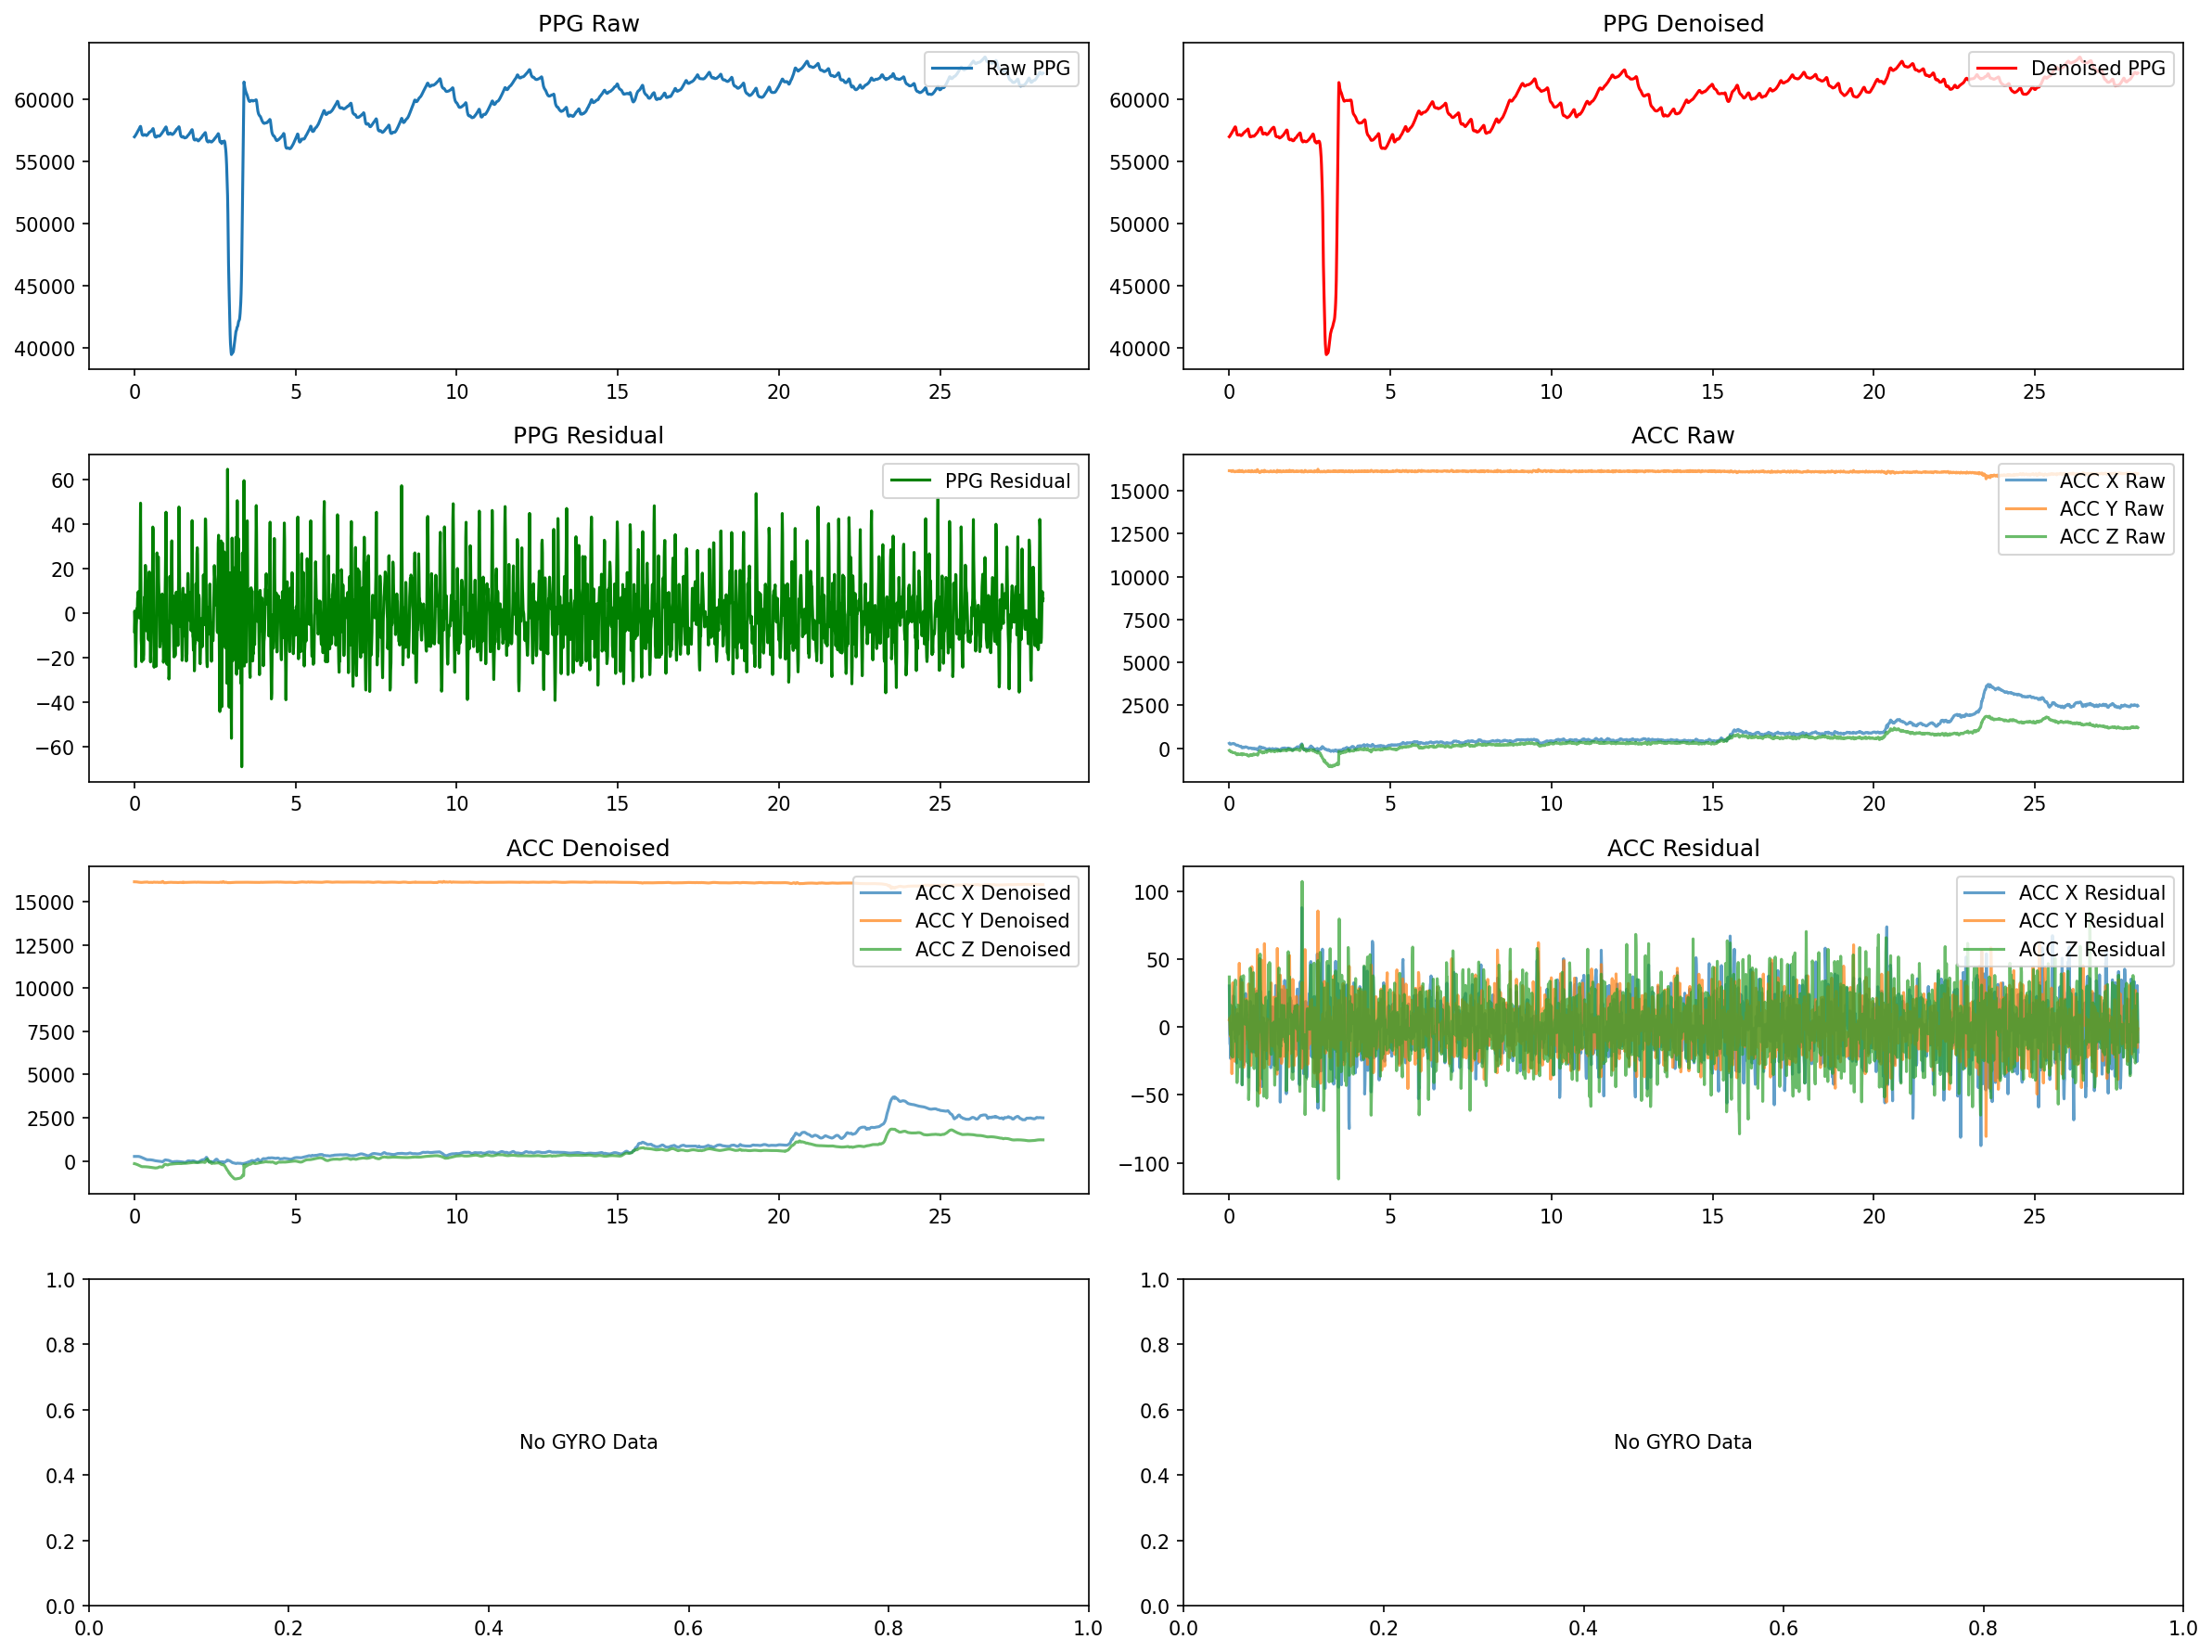 PPG Raw
Raw PPG
60000
55000
50000
45000
40000
0 5 10 15 20 25
PPG Denoised
Denoised PPG
60000
55000
50000
45000
40000
0 5 10 15 20 25
PPG Residual
PPG Residual
60
40
20
0
−20
−40
−60
0 5 10 15 20 25
ACC Raw
ACC X Raw
ACC Y Raw
ACC Z Raw
15000
12500
10000
7500
5000
2500
0
0 5 10 15 20 25
ACC Denoised
ACC X Denoised
ACC Y Denoised
ACC Z Denoised
15000
12500
10000
7500
5000
2500
0
0 5 10 15 20 25
ACC Residual
ACC X Residual
ACC Y Residual
ACC Z Residual
100
50
0
−50
−100
0 5 10 15 20 25
1.0
0.8
0.6
No GYRO Data
0.4
0.2
0.0
0.0 0.2 0.4 0.6 0.8 1.0
1.0
0.8
0.6
No GYRO Data
0.4
0.2
0.0
0.0 0.2 0.4 0.6 0.8 1.0